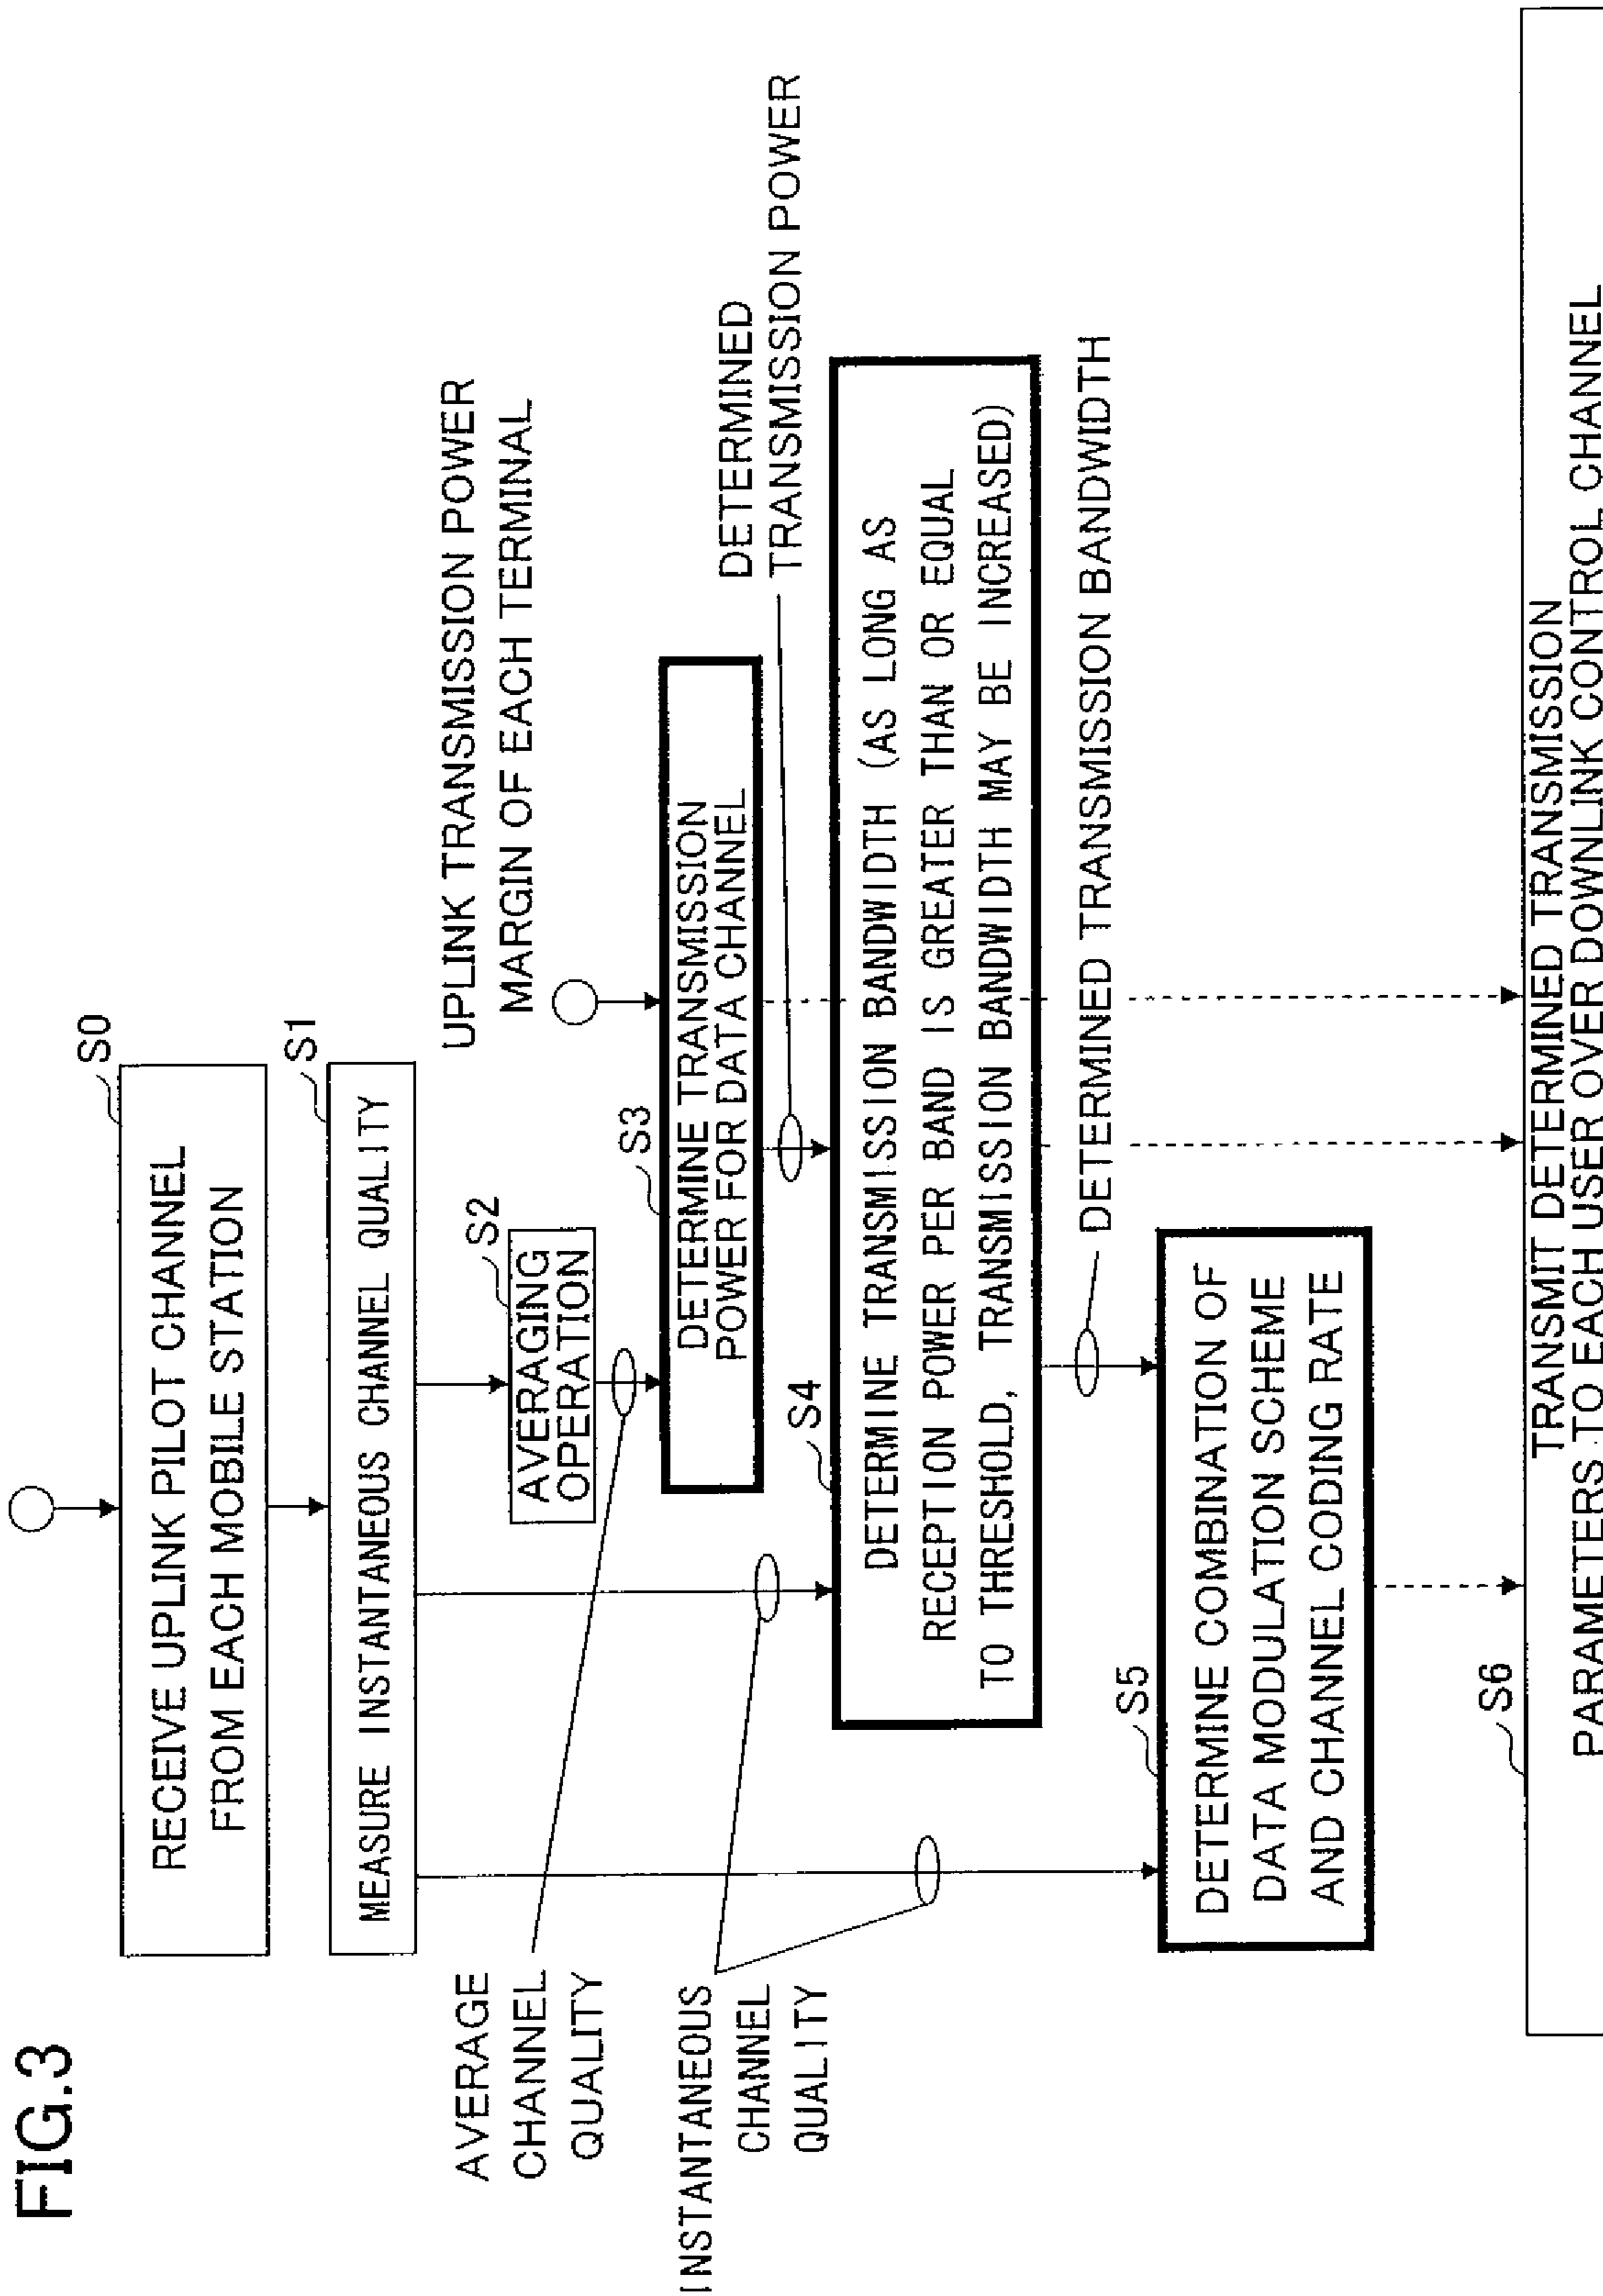 FIG.3
S0
RECEIVE UPLINK PILOT CHANNEL
FROM EACH MOBILE STATION
S1
MEASURE INSTANTANEOUS CHANNEL QUALITY
AVERAGE
CHANNEL
QUALITY
S2
AVERAGING
OPERATION
UPLINK TRANSMISSION POWER
MARGIN OF EACH TERMINAL
S3
DETERMINE TRANSMISSION
POWER FOR DATA CHANNEL
INSTANTANEOUS
CHANNEL
QUALITY
DETERMINED
TRANSMISSION POWER
S4
DETERMINE TRANSMISSION BANDWIDTH (AS LONG AS
RECEPTION POWER PER BAND IS GREATER THAN OR EQUAL
TO THRESHOLD, TRANSMISSION BANDWIDTH MAY BE INCREASED)
DETERMINED TRANSMISSION BANDWIDTH
S5
DETERMINE COMBINATION OF
DATA MODULATION SCHEME
AND CHANNEL CODING RATE
S6
TRANSMIT DETERMINED TRANSMISSION
PARAMETERS TO EACH USER OVER DOWNLINK CONTROL CHANNEL